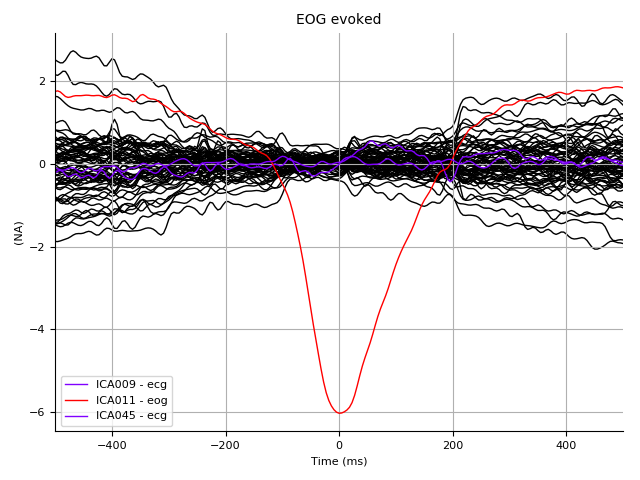 EOG evoked
2
0
−2
−4
−6
(NA)
ICA009 - ecg
ICA011 - eog
ICA045 - ecg
−400 −200 0 200 400
Time (ms)